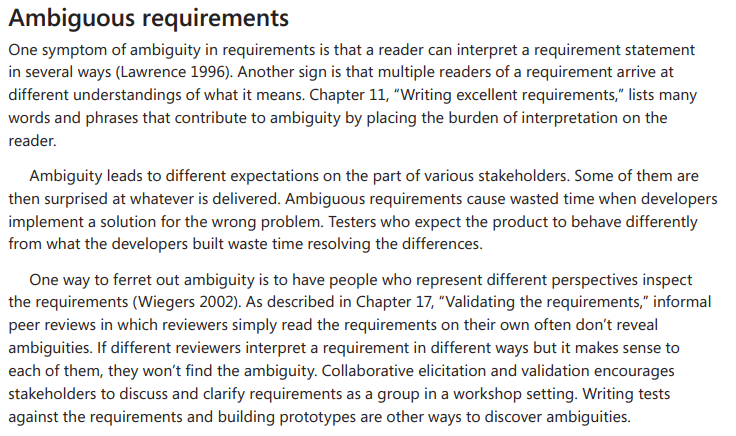 Ambiguous requirements
One symptom of ambiguity in requirements is that a reader can interpret a requirement statement
in several ways (Lawrence 1996). Another sign is that multiple readers of a requirement arrive at
different understandings of what it means. Chapter 11, “Writing excellent requirements,” lists many
words and phrases that contribute to ambiguity by placing the burden of interpretation on the
reader.
Ambiguity leads to different expectations on the part of various stakeholders. Some of them are
then surprised at whatever is delivered. Ambiguous requirements cause wasted time when developers
implement a solution for the wrong problem. Testers who expect the product to behave differently
from what the developers built waste time resolving the differences.
One way to ferret out ambiguity is to have people who represent different perspectives inspect
the requirements (Wiegers 2002). As described in Chapter 17, “Validating the requirements,” informal
peer reviews in which reviewers simply read the requirements on their own often don’t reveal
ambiguities. If different reviewers interpret a requirement in different ways but it makes sense to
each of them, they won’t find the ambiguity. Collaborative elicitation and validation encourages
stakeholders to discuss and clarify requirements as a group in a workshop setting. Writing tests
against the requirements and building prototypes are other ways to discover ambiguities.